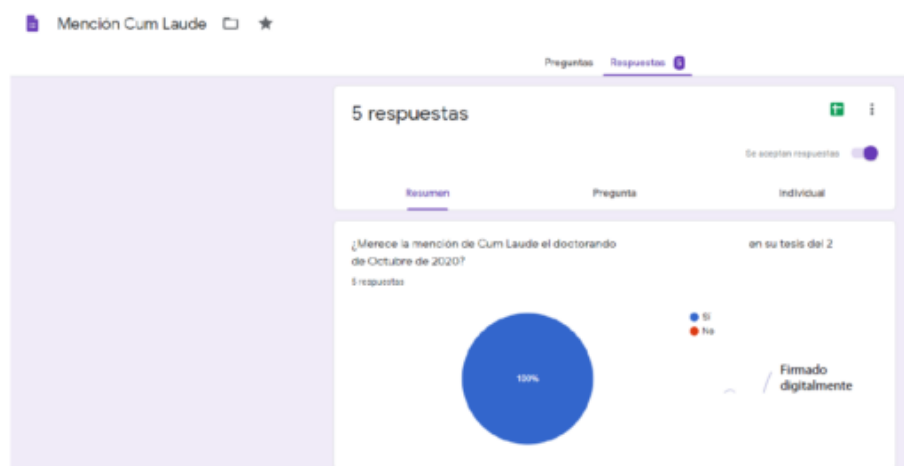 Mención Cum Laude
Preguntas Respuestas 5
5 respuestas
Se aceptan respuestas
Resumen Pregunta Individual
¿Merece la mención de Cum Laude el doctorando en su tesis del 2
de Octubre de 2020?
5 respuestas
Sí
No
100%
Firmado
digitalmente